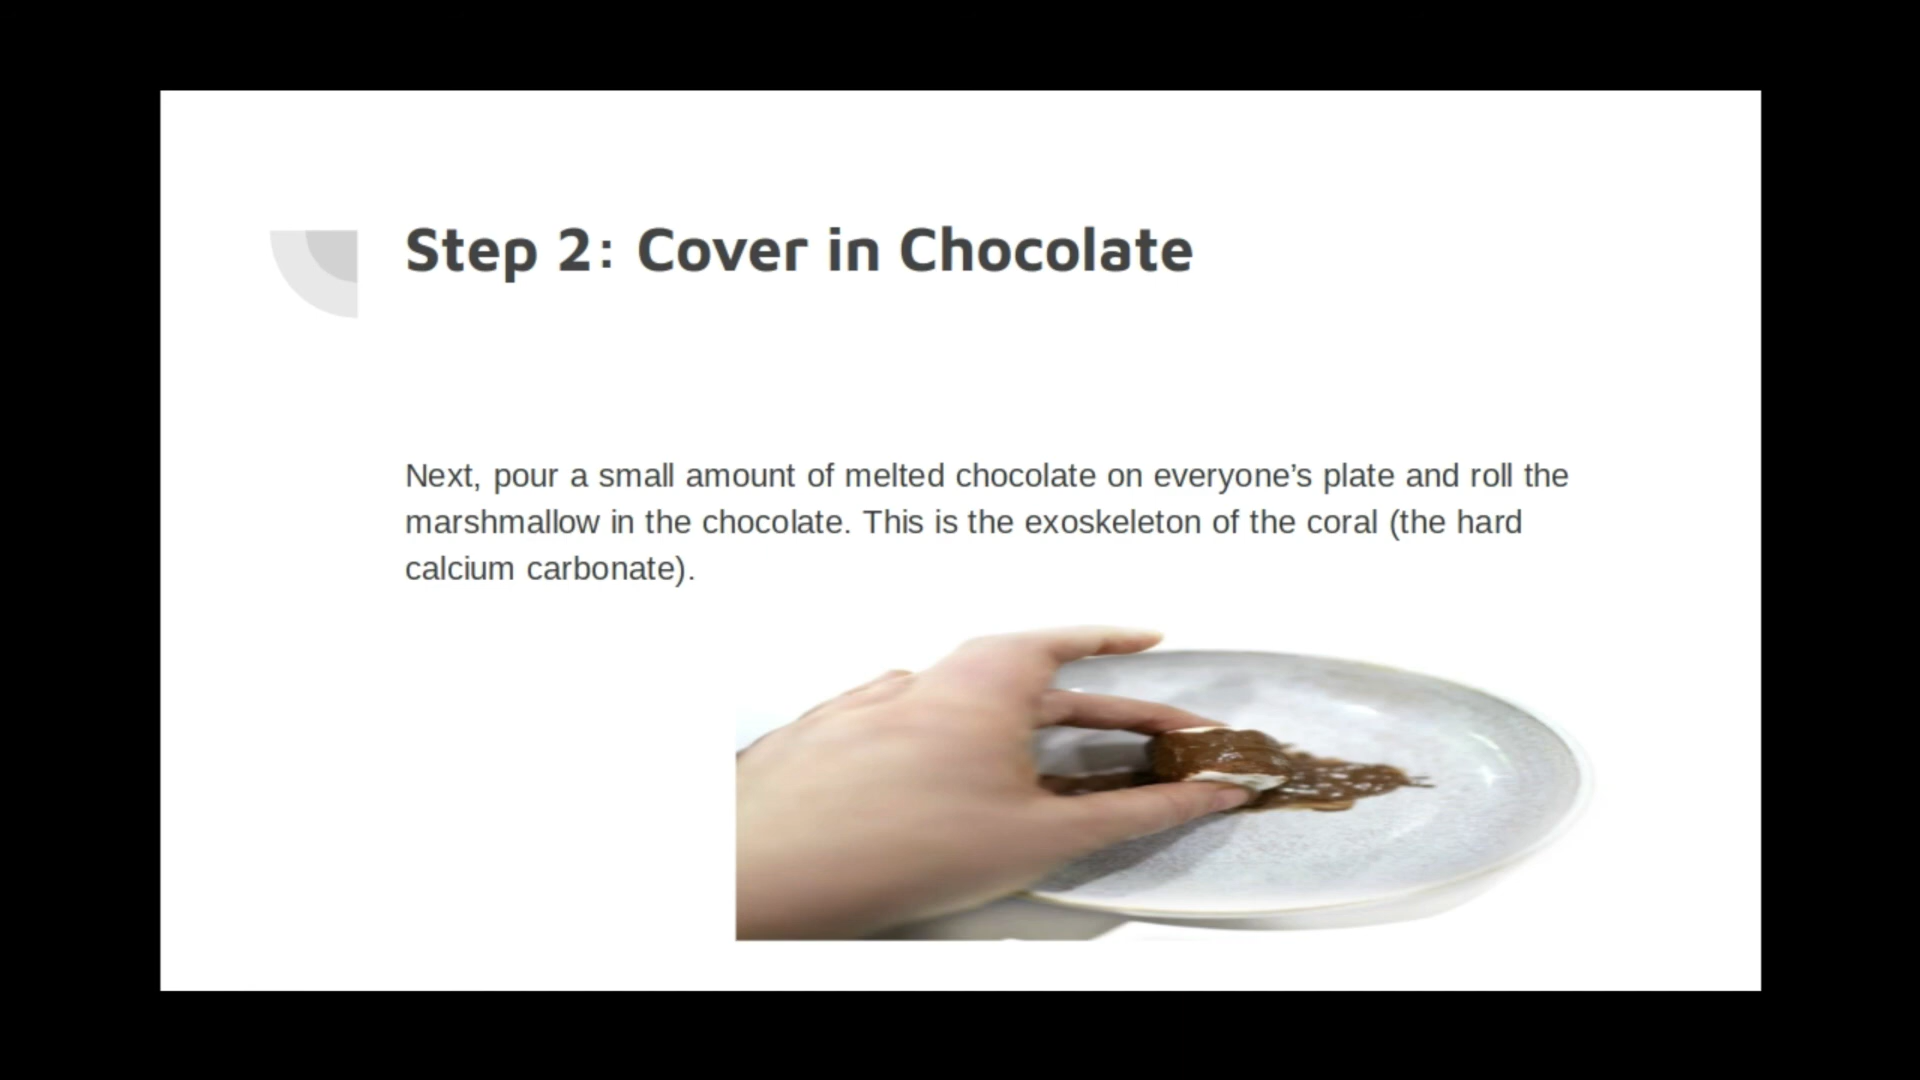 Step 2: Cover in Chocolate
Next, pour a small amount of melted chocolate on everyone’s plate and roll the
marshmallow in the chocolate. This is the exoskeleton of the coral (the hard
calcium carbonate).